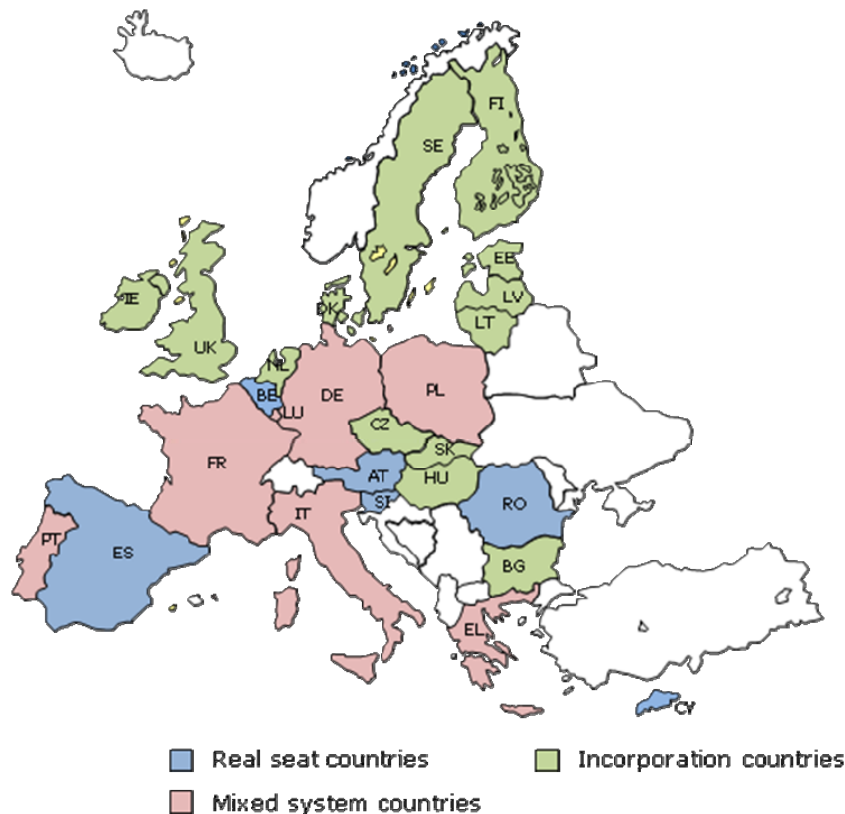 FI
SE
EE
LV
LT
IE
DK
UK
NL
BE
DE
PL
LU
CZ
SK
FR
AT
HU
SI
RO
IT
PT
ES
BG
EL
CY
Real seat countries
Incorporation countries
Mixed system countries